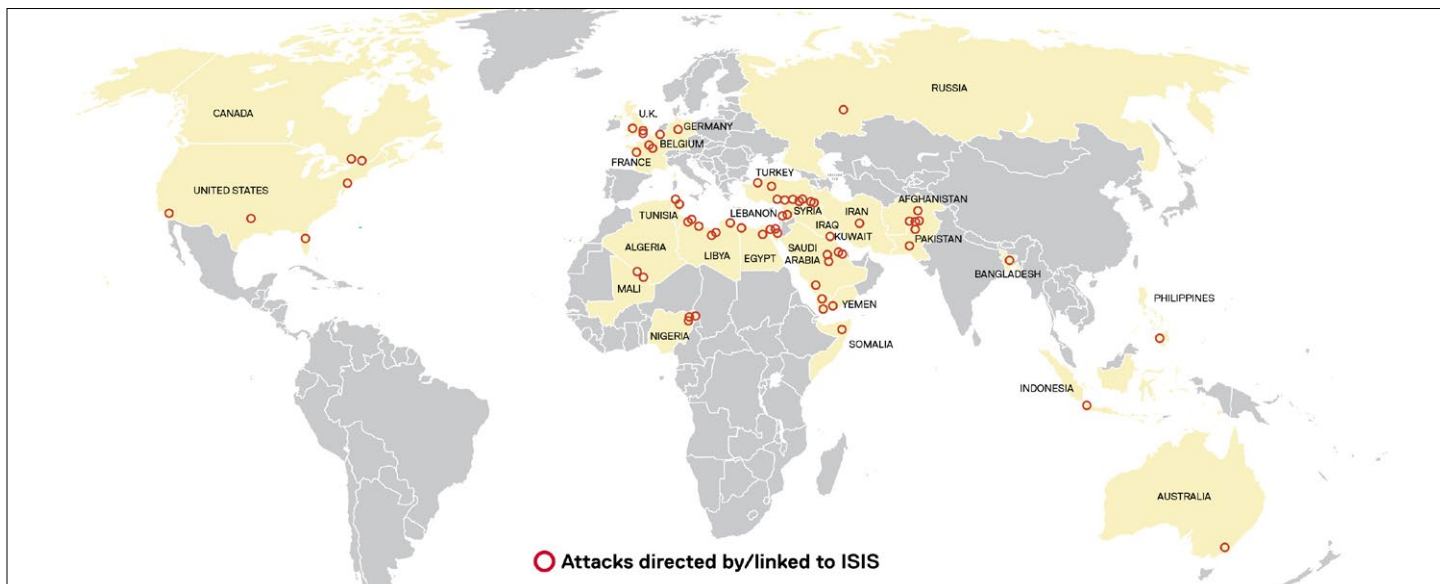 RUSSIA
CANADA
U.K.
GERMANY
BELGIUM
FRANCE
TURKEY
UNITED STATES
AFGHANISTAN
TUNISIA
LEBANON
SYRIA
IRAN
IRAQ
KUWAIT
PAKISTAN
ALGERIA
LIBYA
EGYPT
SAUDI
ARABIA
BANGLADESH
MALI
YEMEN
PHILIPPINES
NIGERIA
SOMALIA
INDONESIA
AUSTRALIA
Attacks directed by/linked to ISIS